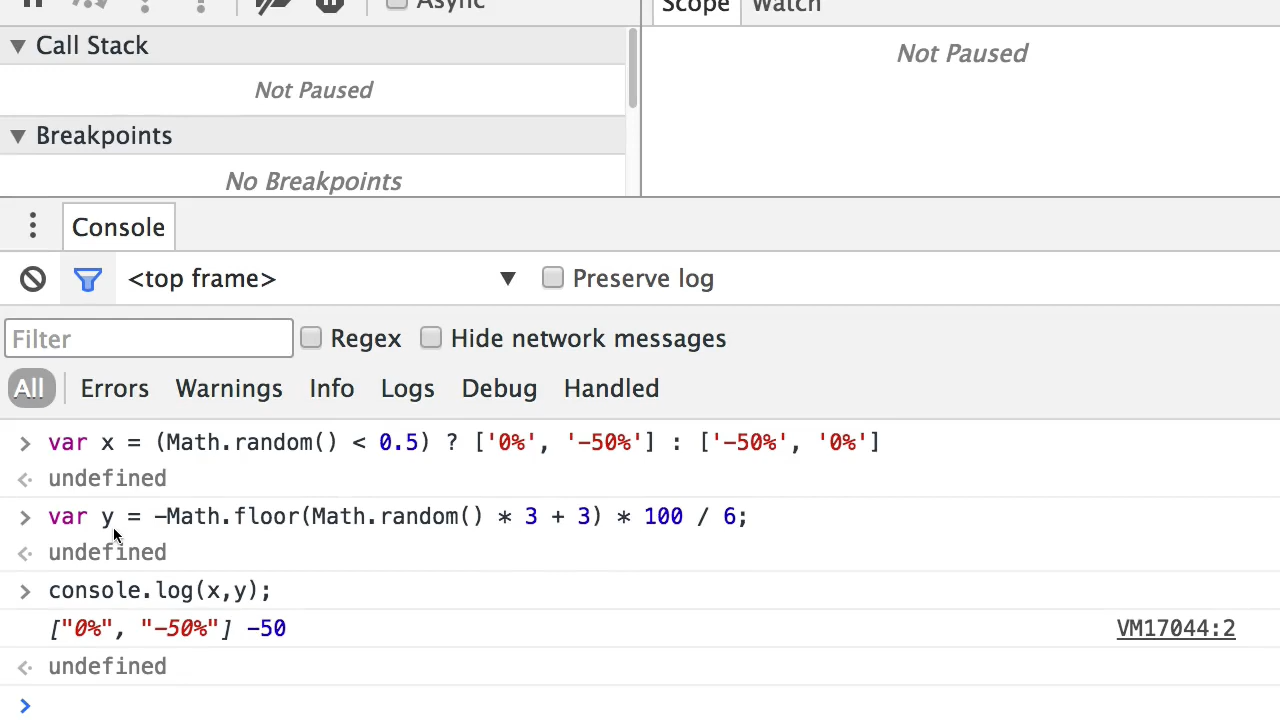 Async
Scope Watch
Call Stack
Not Paused
Not Paused
Breakpoints
No Breakpoints
Console
<top frame> ▼ Preserve log
Filter Regex Hide network messages
All Errors Warnings Info Logs Debug Handled
> var x = (Math.random() < 0.5) ? ['0%', '-50%'] : ['-50%', '0%']
undefined
> var y = -Math.floor(Math.random() * 3 + 3) * 100 / 6;
undefined
> console.log(x,y);
["0%", "-50%"] -50 VM17044:2
undefined
>